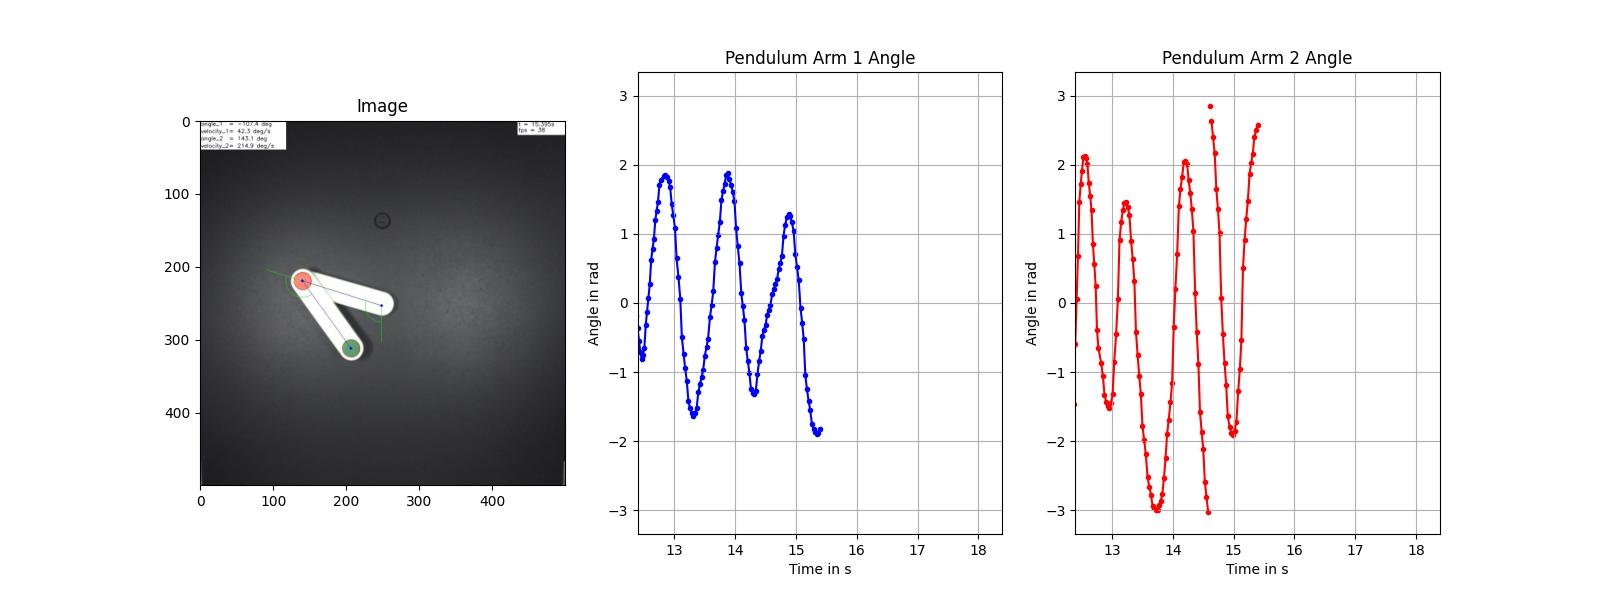 Image
Pendulum Arm 1 Angle
Pendulum Arm 2 Angle
angle_1 = -107.4 deg
velocity_1= 42.3 deg/s
angle_2 = 143.1 deg
velocity_2= 214.9 deg/s
t = 15.395s
fps = 38
0
100
200
300
400
0 100 200 300 400
Angle in rad
3
2
1
0
−1
−2
−3
13 14 15 16 17 18
Time in s
Angle in rad
3
2
1
0
−1
−2
−3
13 14 15 16 17 18
Time in s